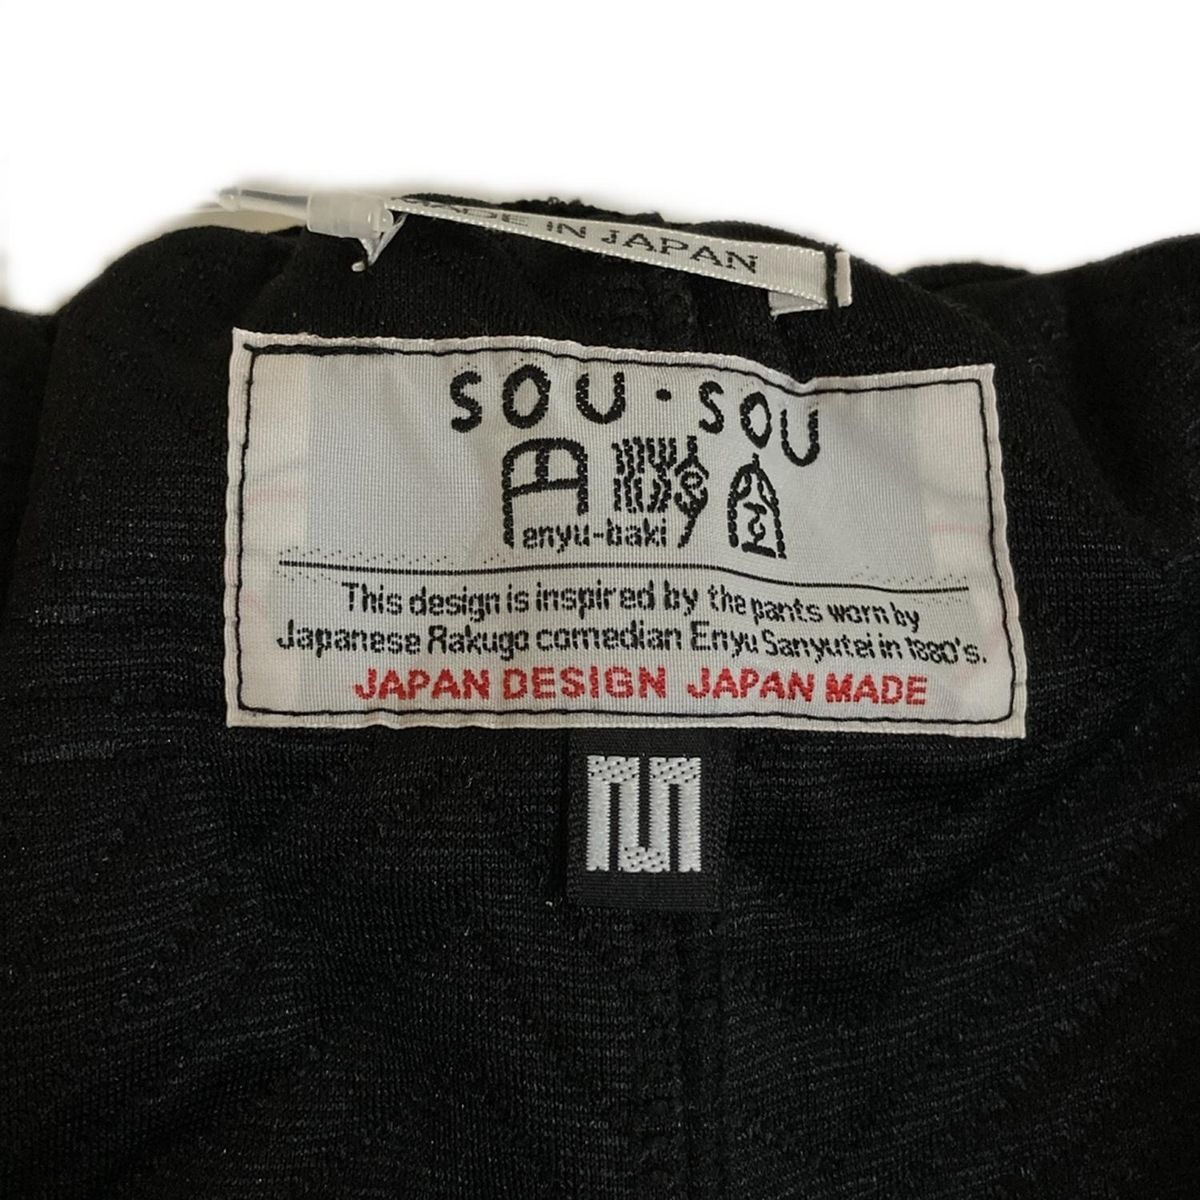 MADE IN JAPAN
SOU・SOU
enyu-baki
This design is inspired by the pants worn by
Japanese Rakugo comedian Enyu Sanyutei in 1880's.
JAPAN DESIGN JAPAN MADE